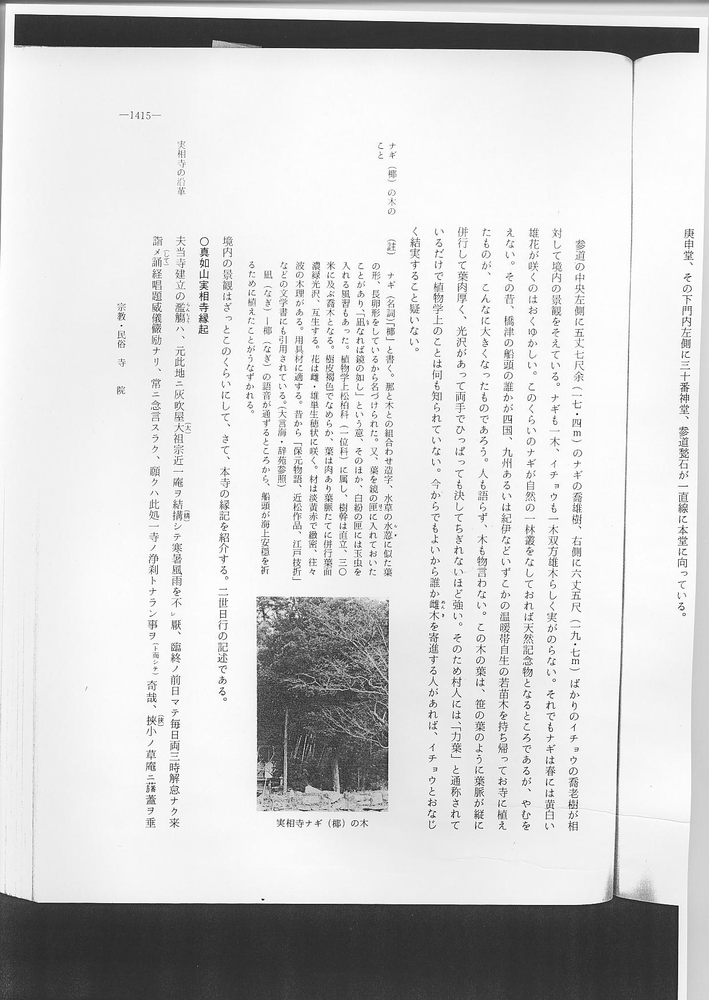 庚申堂、その下門内左側に三十番神堂、参道甃石が一直線に本堂に向っている。
参道の中央左側に五丈七尺余(一七・四m)のナギの喬雄樹、右側に六丈五尺(一九・七m)ばかりのイチョウの喬老樹が相
対して境内の景観をそえている。ナギも一木、イチョウも一木双方雄木らしく実がのらない。それでもナギは春には黄白い
雄花が咲くのはおくゆかしい。このくらいのナギが自然の一林叢をなしておれば天然記念物となるところであるが、やむを
えない。その昔、橋津の船頭の誰かが四国、九州あるいは紀伊などいずこかの温暖帯自生の若苗木を持ち帰ってお寺に植え
たものが、こんなに大きくなったものであろう。人も語らず、木も物言わない。この木の葉は、笹の葉のように葉脈が縦に
併行して葉肉厚く、光沢があって両手でひっぱっても決してちぎれないほど強い。そのため村人には、「力葉」と通称されて
いるだけで植物学上のことは何も知られていない。今からでもよいから誰か雌木(めんき)を寄進する人があれば、イチョウとおなじ
く結実すること疑いない。
ナギ(梛)の木の
こと
(註) ナギ(名詞)「梛」と書く。那と木との組合わせ造字、水草の水葱(なぎ)に似た葉
の形、長卵形をしているから名づけられた。又、葉を鏡の匣(はこ)に入れておいた
ことがあり、「凪(なぎ)なれば鏡の如し」という意、そのほか、白紛の匣には玉虫を
入れる風習もあった。植物学上松柏科(一位科)に属し、樹幹は直立、三〇
米に及ぶ喬木となる。樹皮褐色でなめらか、葉は肉あり葉脈たてに併行葉面
濃緑光沢、互生する。花は雌・雄単生穂状に咲く。材は淡黄赤で緻密、往々
波の木理がある。用具材に適する。昔から「保元物語、近松作品、江戸技折」
などの文学書にも引用されている。(大言海・辞苑参照)
凪(なぎ)―梛(なぎ)の語音が通ずるところから、船頭が海上安穏を祈
るために植えたことがうなずかれる。
実相寺ナギ(梛)の木
境内の景観はざっとこのくらいにして、さて、本寺の縁記を紹介する。二世日行の記述である。
〇真如山実相寺縁起
実相寺の沿革
夫当寺建立の濫觴(らんしょう)ハ、元此地ニ灰吹屋大(大)祖宗近一庵ヲ結搆(構)シテ寒暑風雨を不レ厭、臨終ノ前日マテ毎日両三時解怠ナク来
詣〆(して)誦経唱題威儀儼励ナリ、常ニ念言スラク、願クハ此処一寺ノ浄刹トナラン事ヲ(ト而シテ)奇哉、挾(狭)小ノ草庵ニ蘿蓋ヲ垂
宗教・民俗 寺 院
―1415―